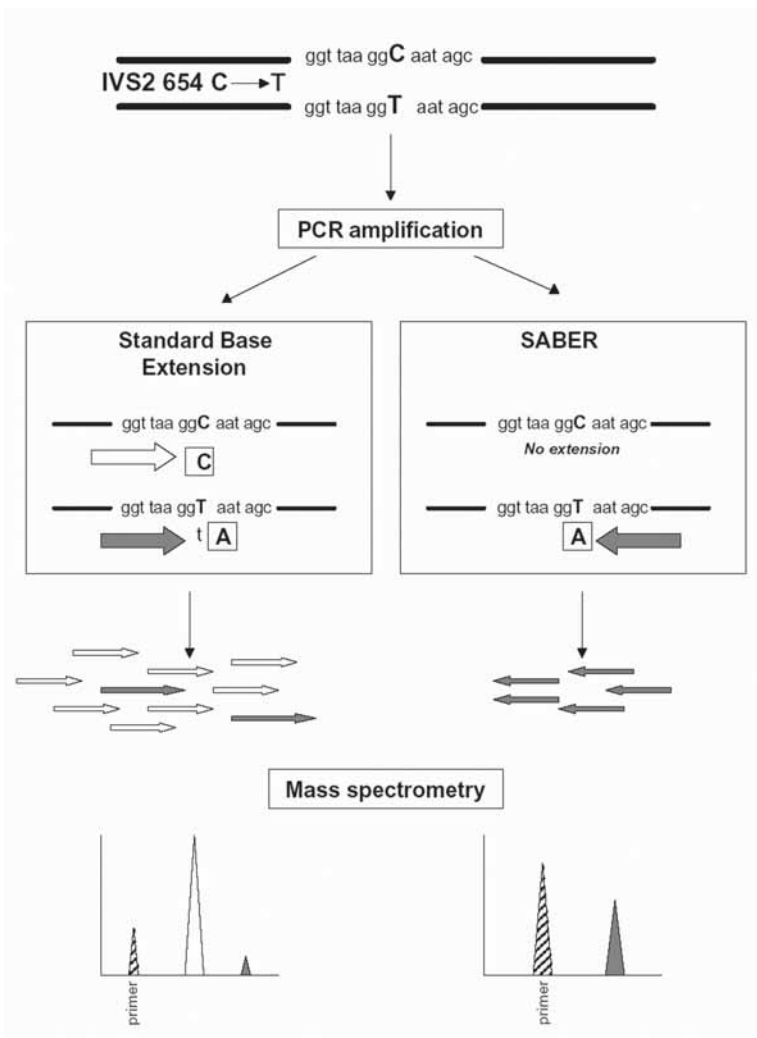 ggt taa ggC aat agc
IVS2 654 C→T
ggt taa ggT aat agc
PCR amplification
Standard Base
Extension
ggt taa ggC aat agc
C
ggt taa ggT aat agc
t A
SABER
ggt taa ggC aat agc
No extension
ggt taa ggT aat agc
A
Mass spectrometry
primer
primer